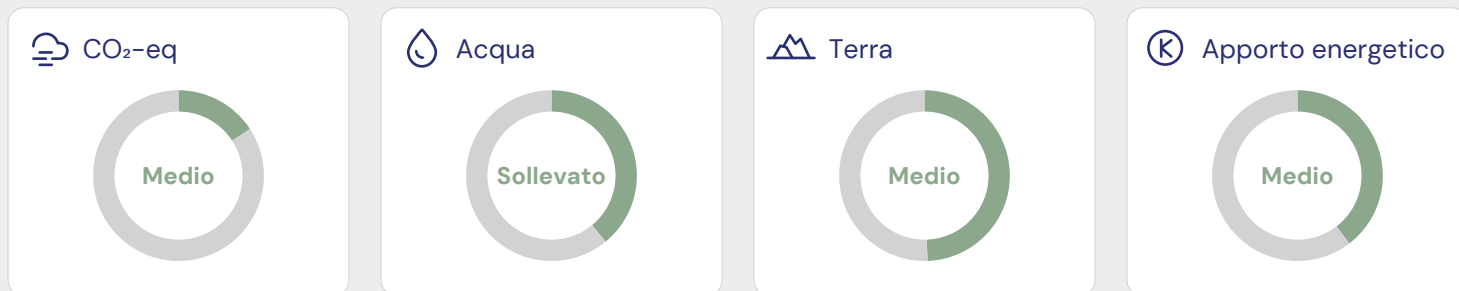 CO₂-eq
Medio
Acqua
Sollevato
Terra
Medio
Apporto energetico
Medio